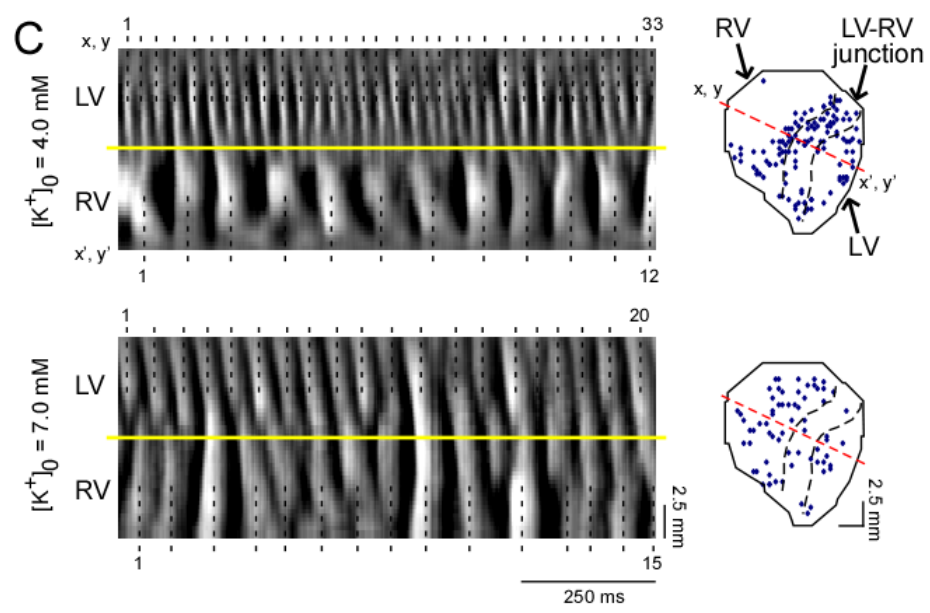 C
x, y
1
33
LV
RV
[K+]0 = 4.0 mM
x', y'
1
12
RV
LV-RV
junction
x, y
x', y'
LV
1
20
LV
RV
[K+]0 = 7.0 mM
2.5 mm
1
15
250 ms
2.5 mm